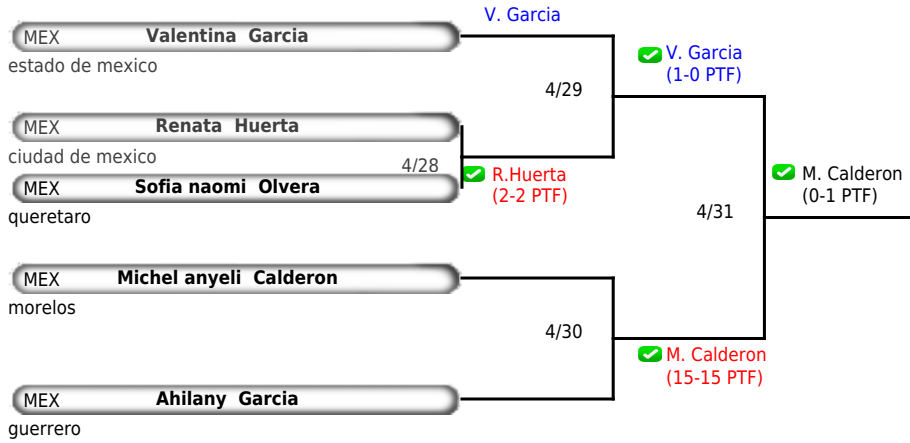 V. Garcia
MEX Valentina Garcia
estado de mexico
4/29
V. Garcia
(1-0 PTF)
MEX Renata Huerta
ciudad de mexico
4/28
R.Huerta
(2-2 PTF)
MEX Sofia naomi Olvera
queretaro
M. Calderon
(0-1 PTF)
4/31
MEX Michel anyeli Calderon
morelos
4/30
M. Calderon
(15-15 PTF)
MEX Ahilany Garcia
guerrero